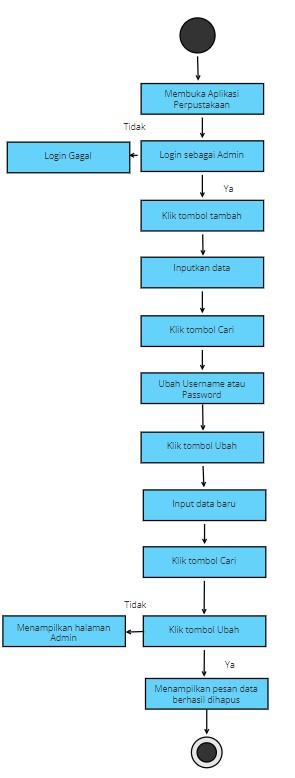 Membuka Aplikasi
Perpustakaan
Tidak
Login Gagal
Login sebagai Admin
Ya
Klik tombol tambah
Inputkan data
Klik tombol Cari
Ubah Username atau
Password
Klik tombol Ubah
Input data baru
Klik tombol Cari
Tidak
Menampilkan halaman
Admin
Klik tombol Ubah
Ya
Menampilkan pesan data
berhasil dihapus